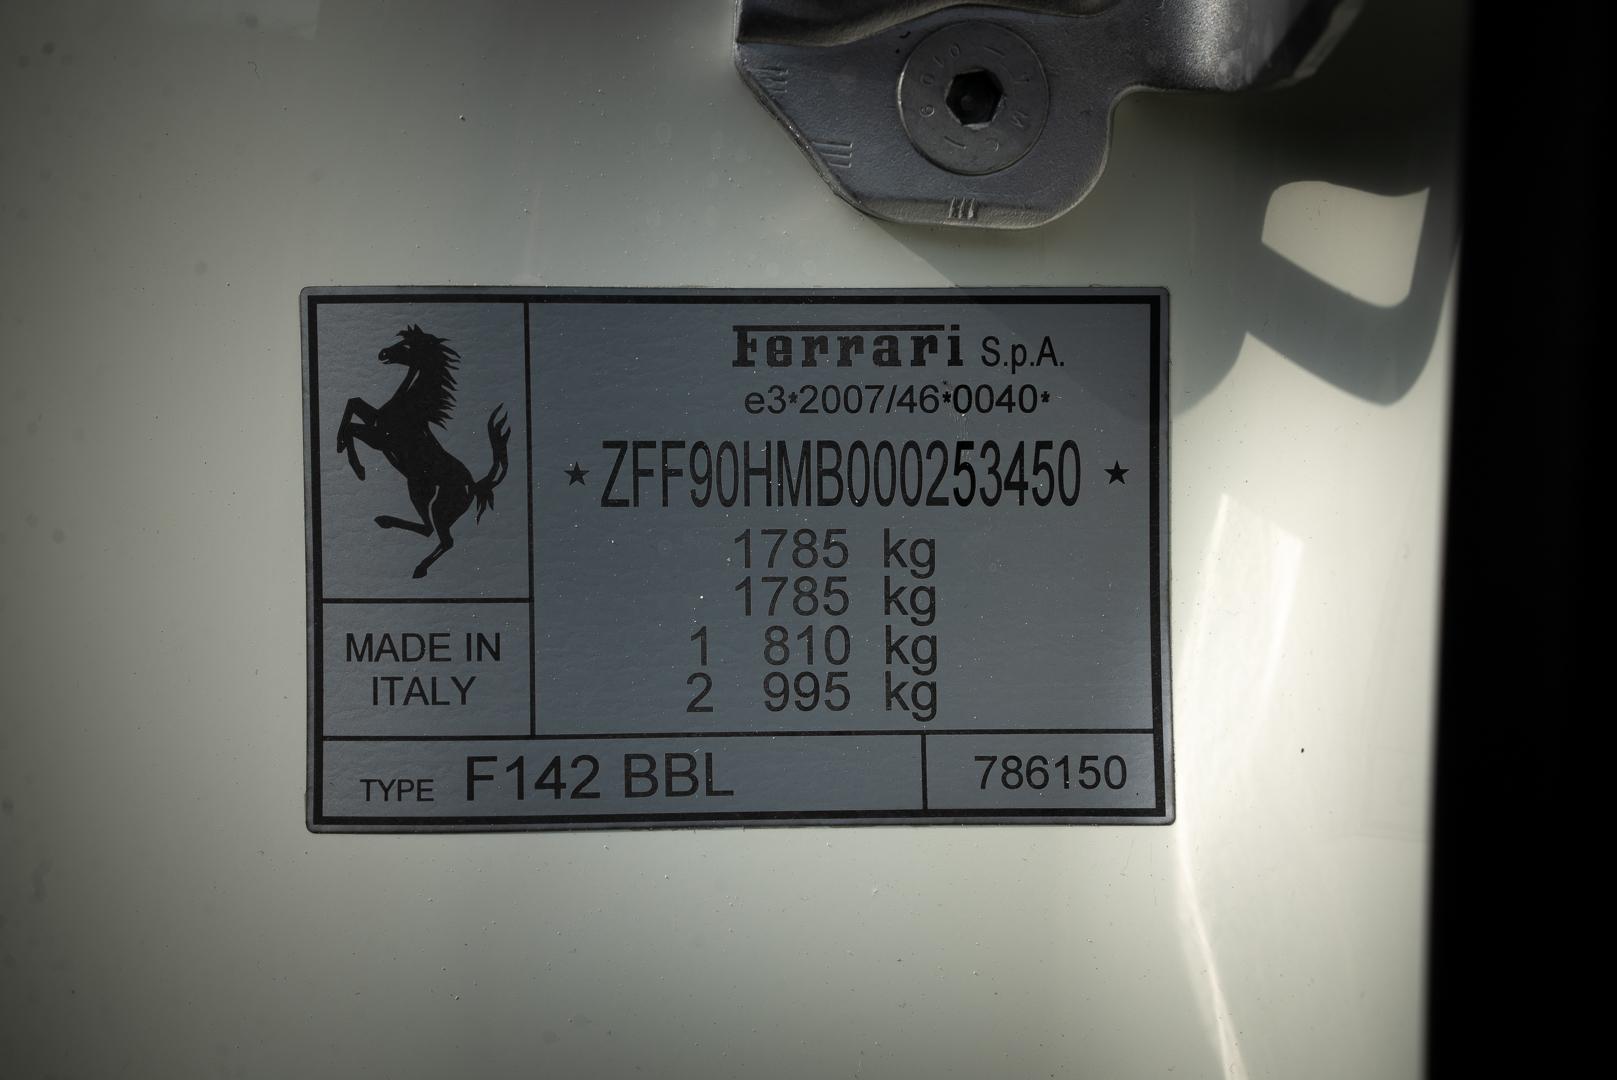 Ferrari S.p.A.
e3*2007/46*0040*
★ ZFF90HMB000253450 ★
1785 kg
1785 kg
1 810 kg
2 995 kg
MADE IN
ITALY
TYPE F142 BBL
786150